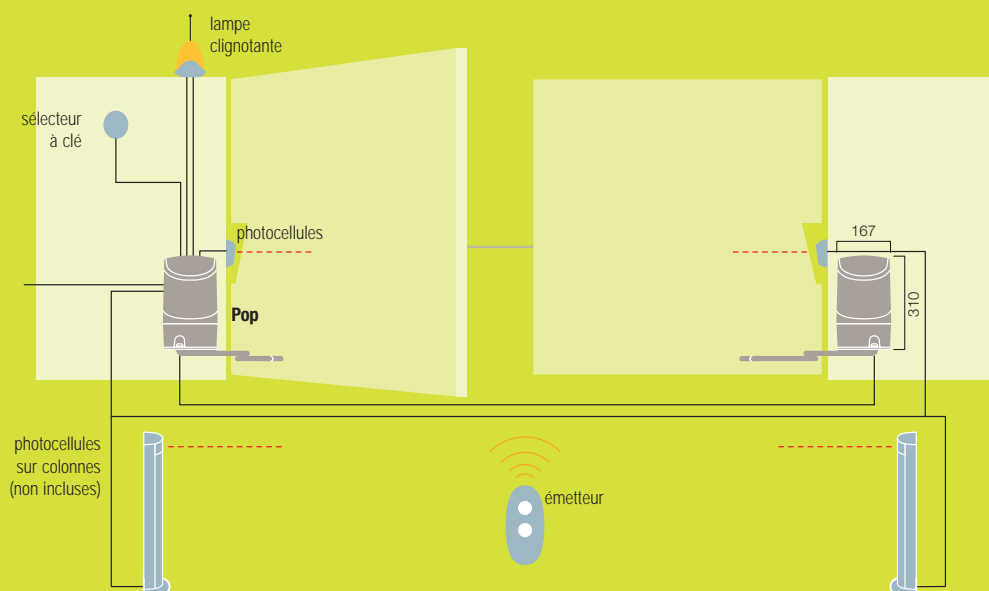 lampe
clignotante
sélecteur
à clé
photocellules
167
310
Pop
photocellules
sur colonnes
(non incluses)
émetteur